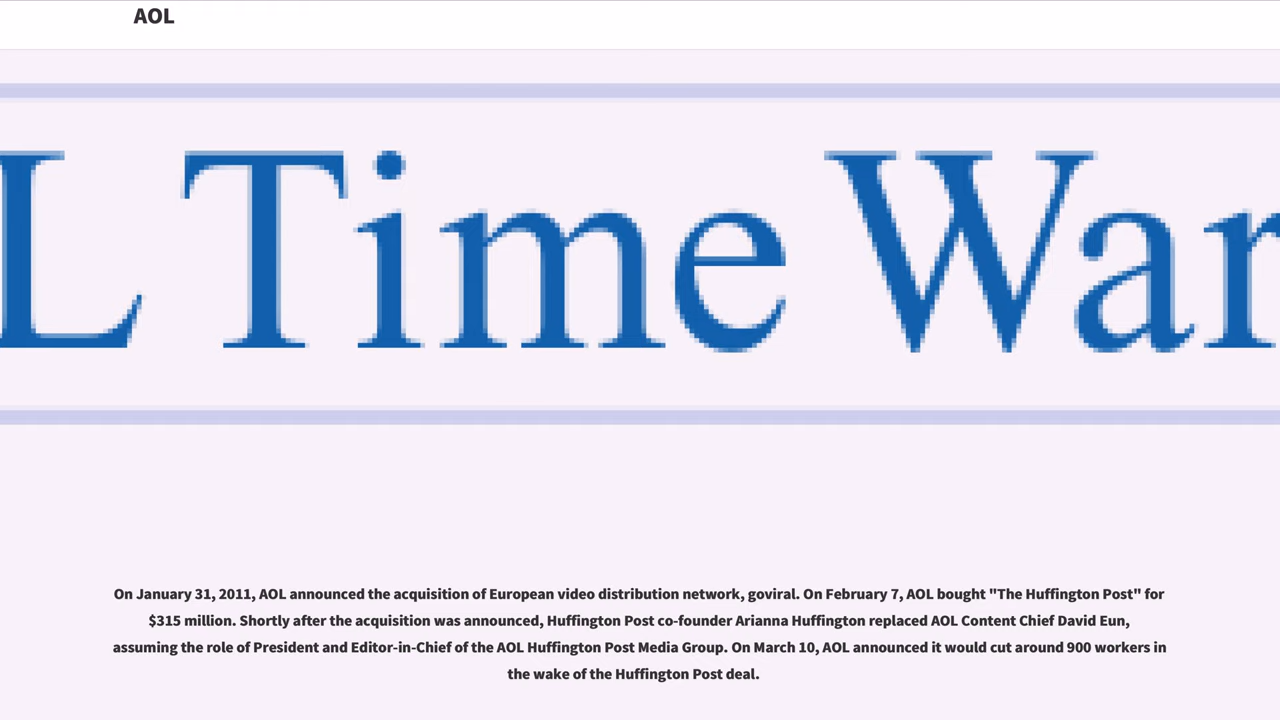 AOL
L Time War
On January 31, 2011, AOL announced the acquisition of European video distribution network, goviral. On February 7, AOL bought "The Huffington Post" for
$315 million. Shortly after the acquisition was announced, Huffington Post co-founder Arianna Huffington replaced AOL Content Chief David Eun,
assuming the role of President and Editor-in-Chief of the AOL Huffington Post Media Group. On March 10, AOL announced it would cut around 900 workers in
the wake of the Huffington Post deal.